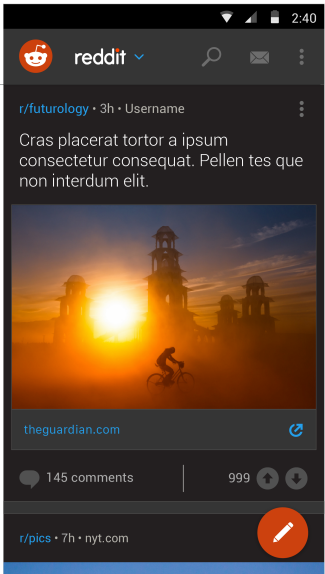 2:40
reddit
r/futurology • 3h • Username
Cras placerat tortor a ipsum
consectetur consequat. Pellen tes que
non interdum elit.
theguardian.com
145 comments
999
r/pics • 7h • nyt.com